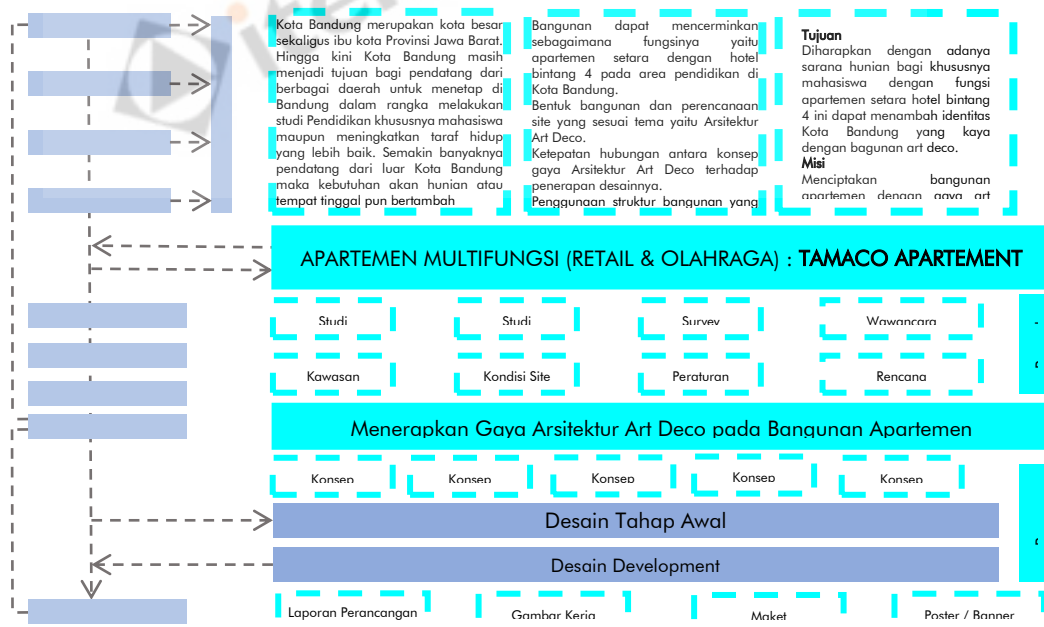 Kota Bandung merupakan kota besar
sekaligus ibu kota Provinsi Jawa Barat.
Hingga kini Kota Bandung masih
menjadi tujuan bagi pendatang dari
berbagai daerah untuk menetap di
Bandung dalam rangka melakukan
studi Pendidikan khususnya mahasiswa
maupun meningkatkan taraf hidup
yang lebih baik. Semakin banyaknya
pendatang dari luar Kota Bandung
maka kebutuhan akan hunian atau
tempat tinggal pun bertambah
Bangunan dapat mencerminkan
sebagaimana fungsinya yaitu
apartemen setara dengan hotel
bintang 4 pada area pendidikan di
Kota Bandung.
Bentuk bangunan dan perencanaan
site yang sesuai tema yaitu Arsitektur
Art Deco.
Ketepatan hubungan antara konsep
gaya Arsitektur Art Deco terhadap
penerapan desainnya.
Penggunaan struktur bangunan yang
Tujuan
Diharapkan dengan adanya
sarana hunian bagi khususnya
mahasiswa dengan fungsi
apartemen setara hotel bintang
4 ini dapat menambah identitas
Kota Bandung yang kaya
dengan bagunan art deco.
Misi
Menciptakan bangunan
apartemen dengan gaya art
APARTEMEN MULTIFUNGSI (RETAIL & OLAHRAGA) : TAMACO APARTEMENT
Studi
Studi
Survey
Wawancara
Kawasan
Kondisi Site
Peraturan
Rencana
Menerapkan Gaya Arsitektur Art Deco pada Bangunan Apartemen
Konsep
Konsep
Konsep
Konsep
Konsep
Desain Tahap Awal
Desain Development
Laporan Perancangan
Gambar Kerja
Maket
Poster / Banner